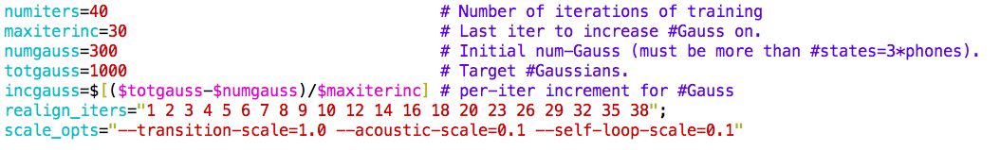 numiters=40 # Number of iterations of training
maxiterinc=30 # Last iter to increase #Gauss on.
numgauss=300 # Initial num-Gauss (must be more than #states=3*phones).
totgauss=1000 # Target #Gaussians.
incgauss=$[($totgauss-$numgauss)/$maxiterinc] # per-iter increment for #Gauss
realign_iters="1 2 3 4 5 6 7 8 9 10 12 14 16 18 20 23 26 29 32 35 38";
scale_opts="--transition-scale=1.0 --acoustic-scale=0.1 --self-loop-scale=0.1"